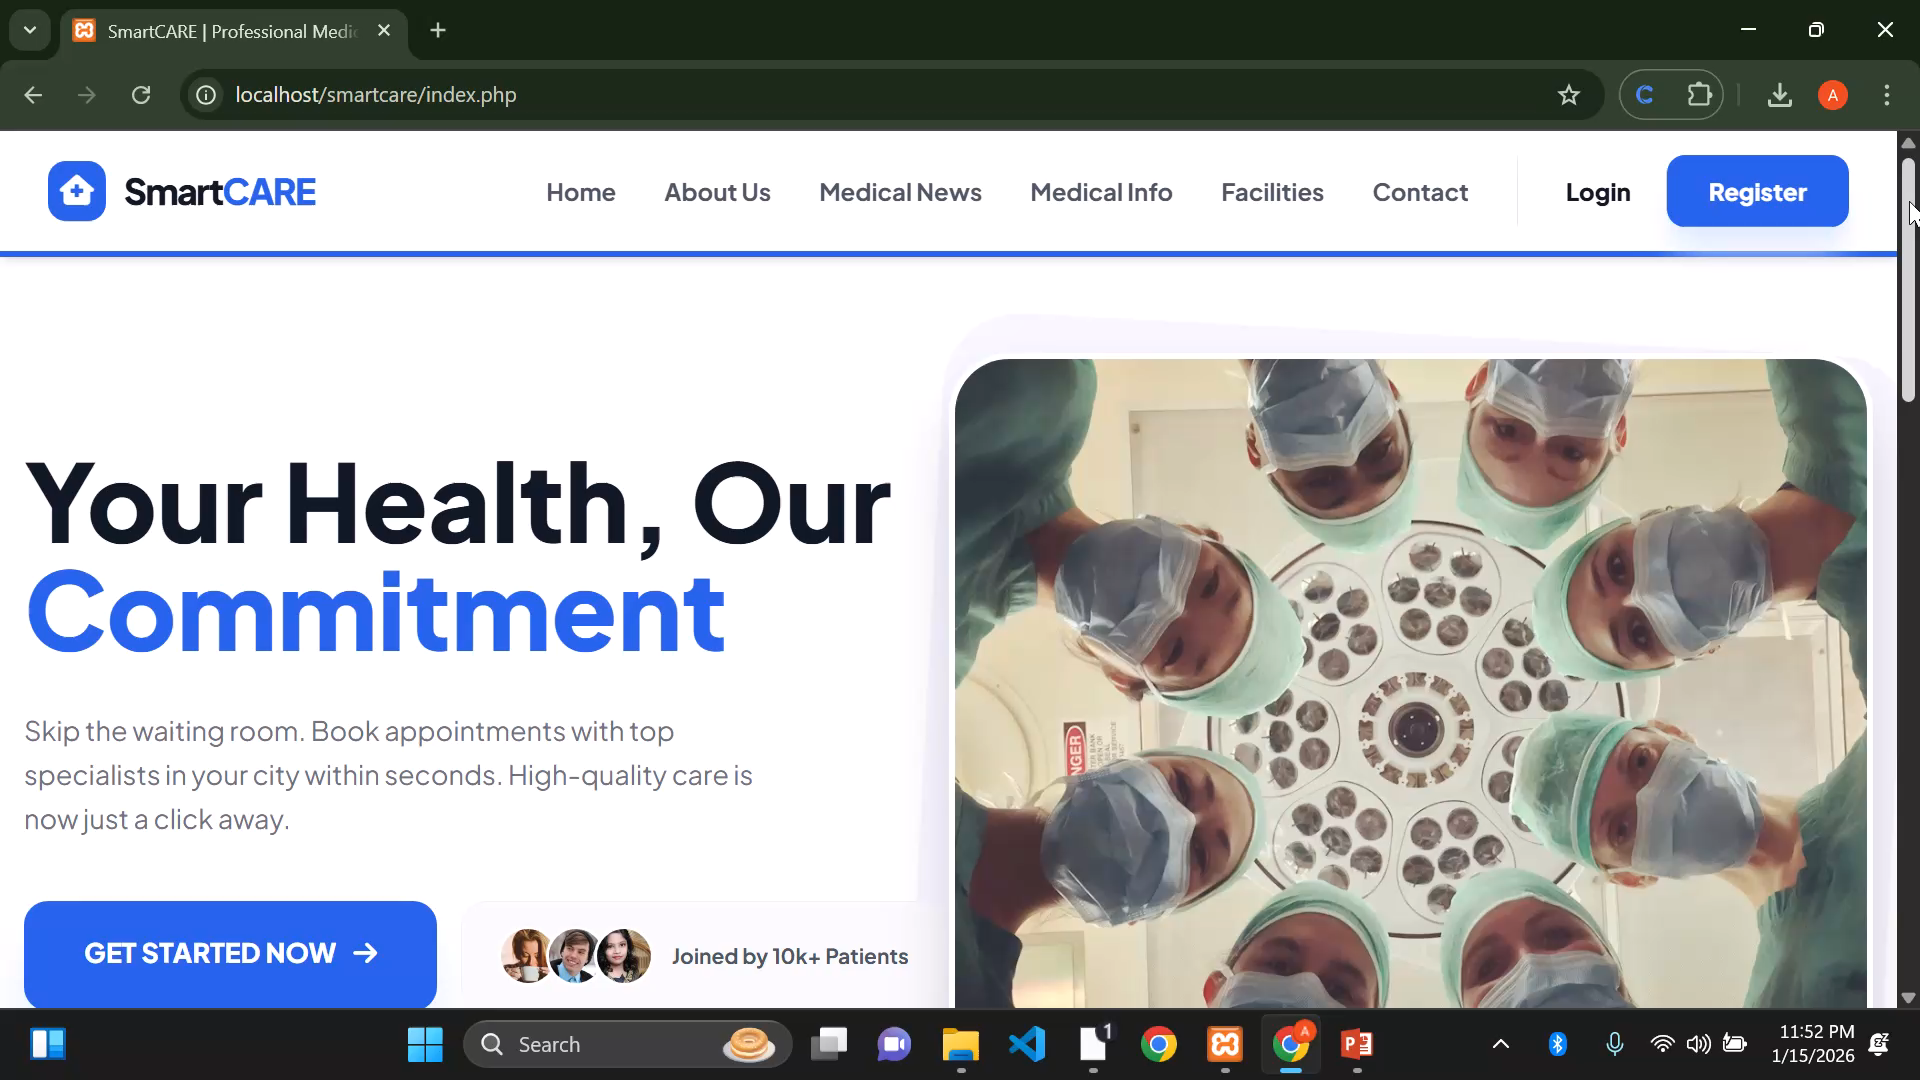 SmartCARE | Professional Medi
localhost/smartcare/index.php
A
SmartCARE
Home
About Us
Medical News
Medical Info
Facilities
Contact
Login
Register
Your Health, Our
Commitment
Skip the waiting room. Book appointments with top
specialists in your city within seconds. High-quality care is
now just a click away.
GET STARTED NOW →
Joined by 10k+ Patients
DANGER
Search
1
A
11:52 PM
1/15/2026